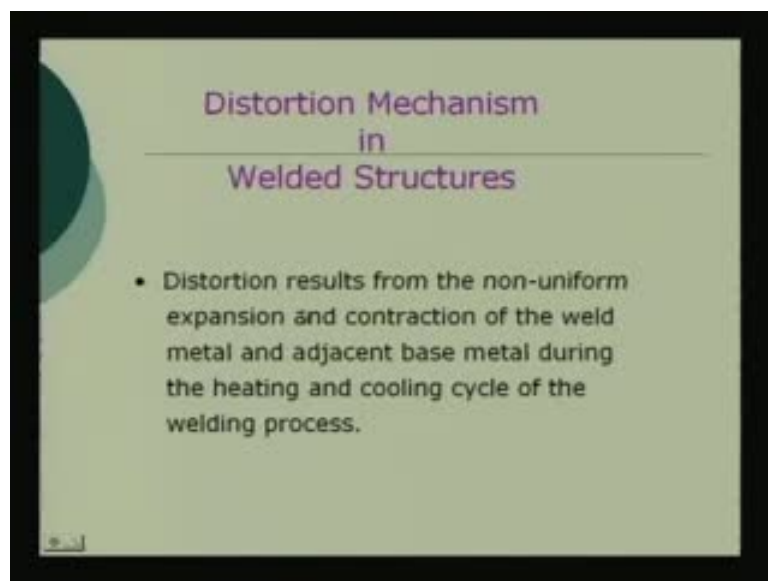 Distortion Mechanism
in
Welded Structures
• Distortion results from the non-uniform
expansion and contraction of the weld
metal and adjacent base metal during
the heating and cooling cycle of the
welding process.